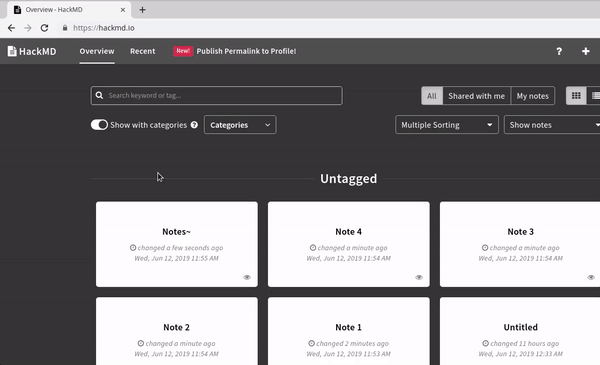 Overview - HackMD
https://hackmd.io
HackMD Overview Recent New! Publish Permalink to Profile! ?
Search keyword or tag...
All Shared with me My notes
Show with categories ? Categories Multiple Sorting Show notes
Untagged
Notes~ Note 4 Note 3
changed a few seconds ago changed a minute ago changed a minute ago
Wed, Jun 12, 2019 11:55 AM Wed, Jun 12, 2019 11:54 AM Wed, Jun 12, 2019 11:54 AM
Note 2 Note 1 Untitled
changed a minute ago changed 2 minutes ago changed 11 hours ago
Wed, Jun 12, 2019 11:54 AM Wed, Jun 12, 2019 11:53 AM Wed, Jun 12, 2019 12:33 AM